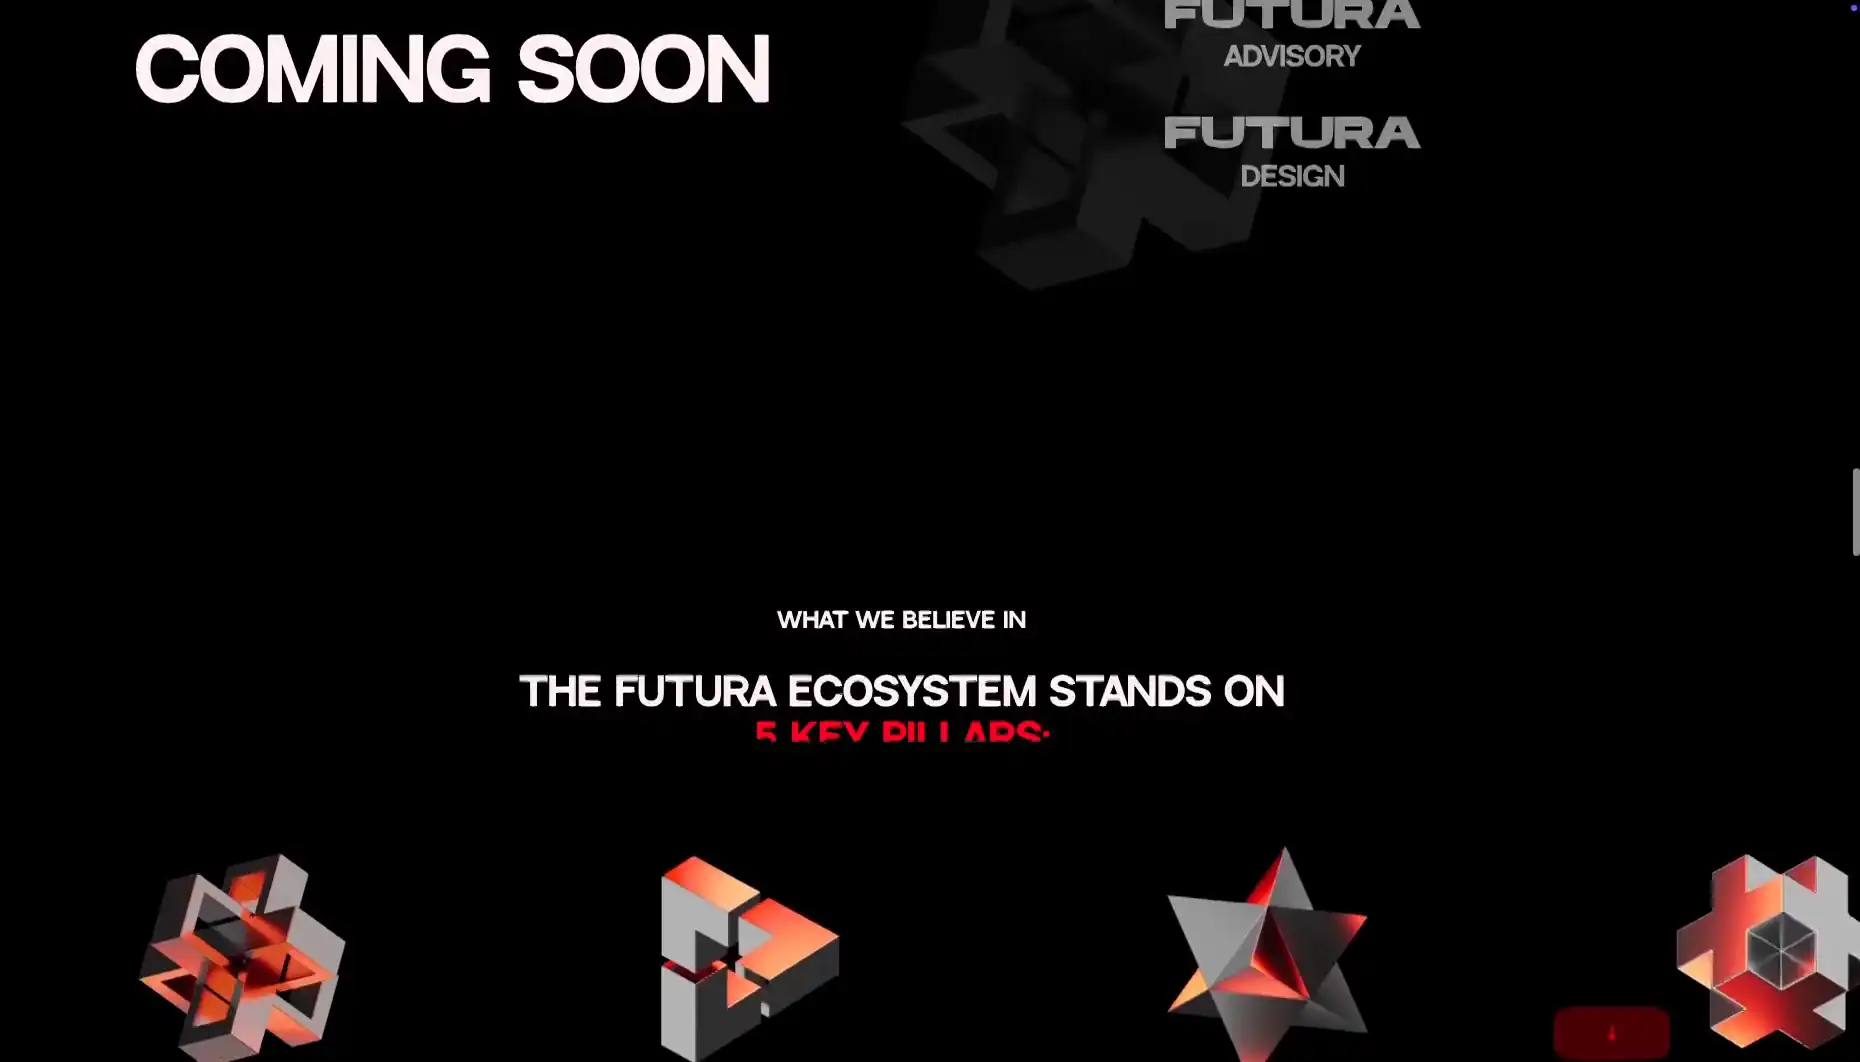 COMING SOON
FUTURA
ADVISORY
FUTURA
DESIGN
WHAT WE BELIEVE IN
THE FUTURA ECOSYSTEM STANDS ON
5 KEY PILLARS: